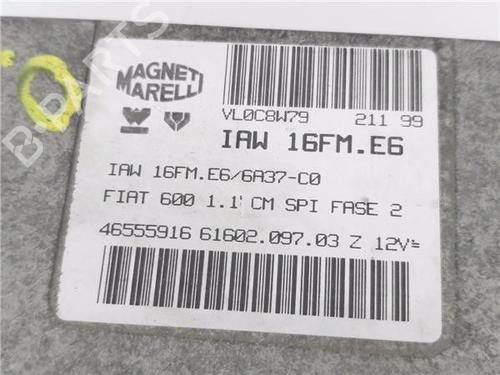 MAGNETI
MARELLI
VL0C8W79 211 99
IAW 16FM.E6
IAW 16FM.E6/6A37-C0
FIAT 600 1.1' CM SPI FASE 2
46555916 61602.097.03 Z 12V
B-PARTS